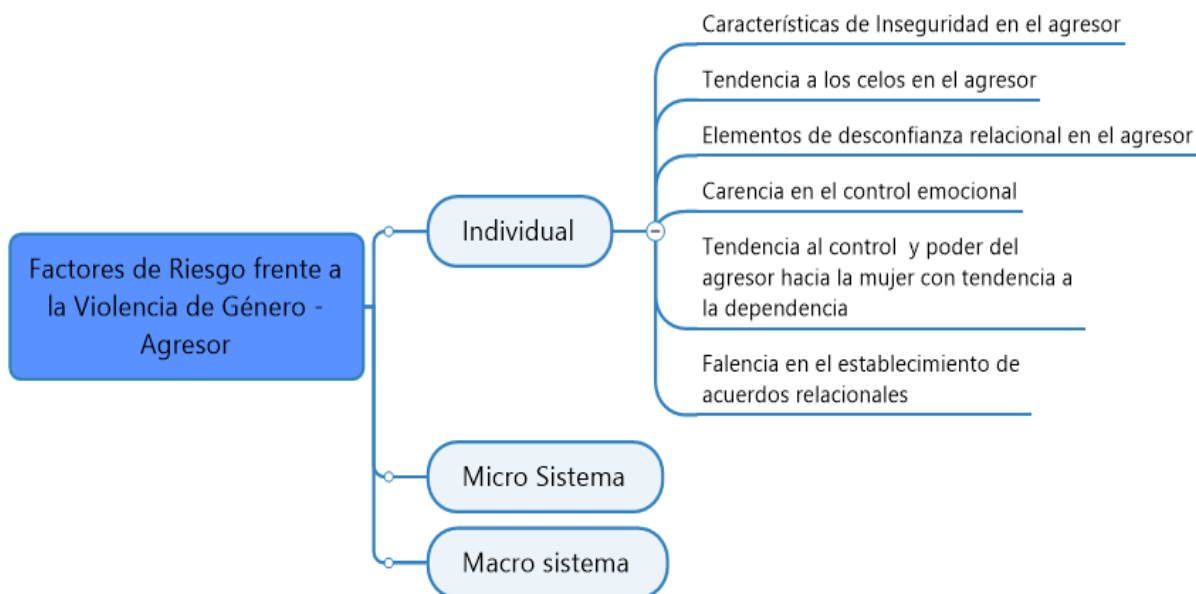 Factores de Riesgo frente a
la Violencia de Género -
Agresor
Individual
Características de Inseguridad en el agresor
Tendencia a los celos en el agresor
Elementos de desconfianza relacional en el agresor
Carencia en el control emocional
Tendencia al control  y poder del
agresor hacia la mujer con tendencia a
la dependencia
Falencia en el establecimiento de
acuerdos relacionales
Micro Sistema
Macro sistema